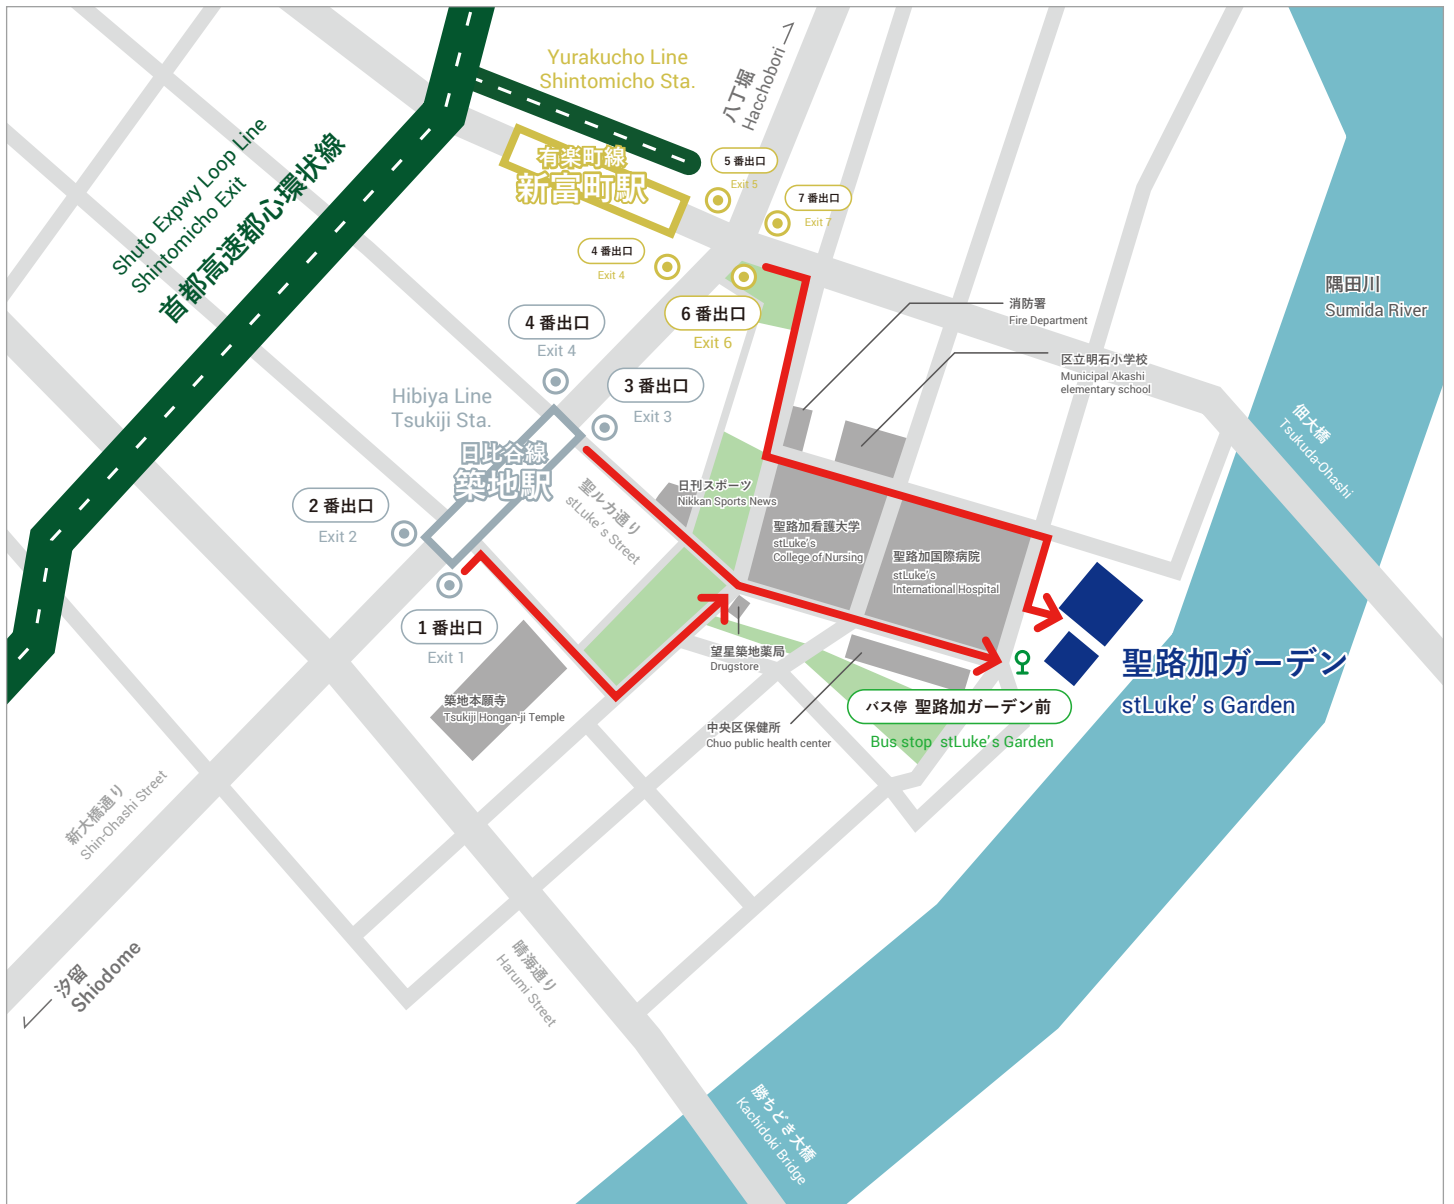 Yurakucho Line
Shintomicho Sta.
八丁堀
Hacchobori
有楽町線
新富町駅
5 番出口
Exit 5
7 番出口
Exit 7
4 番出口
Exit 4
6 番出口
Exit 6
Shuto Expwy Loop Line
Shintomicho Exit
首都高速都心環状線
4 番出口
Exit 4
3 番出口
Exit 3
Hibiya Line
Tsukiji Sta.
日比谷線
築地駅
2 番出口
Exit 2
1 番出口
Exit 1
聖ルカ通り
stLuke's Street
日刊スポーツ
Nikkan Sports News
消防署
Fire Department
区立明石小学校
Municipal Akashi
elementary school
隅田川
Sumida River
佃大橋
Tsukuda-Ohashi
聖路加看護大学
stLuke's
College of Nursing
聖路加国際病院
stLuke's
International Hospital
望星築地薬局
Drugstore
築地本願寺
Tsukiji Hongan-ji Temple
中央区保健所
Chuo public health center
バス停 聖路加ガーデン前
Bus stop stLuke's Garden
聖路加ガーデン
stLuke's Garden
新大橋通り
Shin-Ohashi Street
汐留
Shiodome
晴海通り
Harumi Street
勝ちどき大橋
Kachidoki Bridge